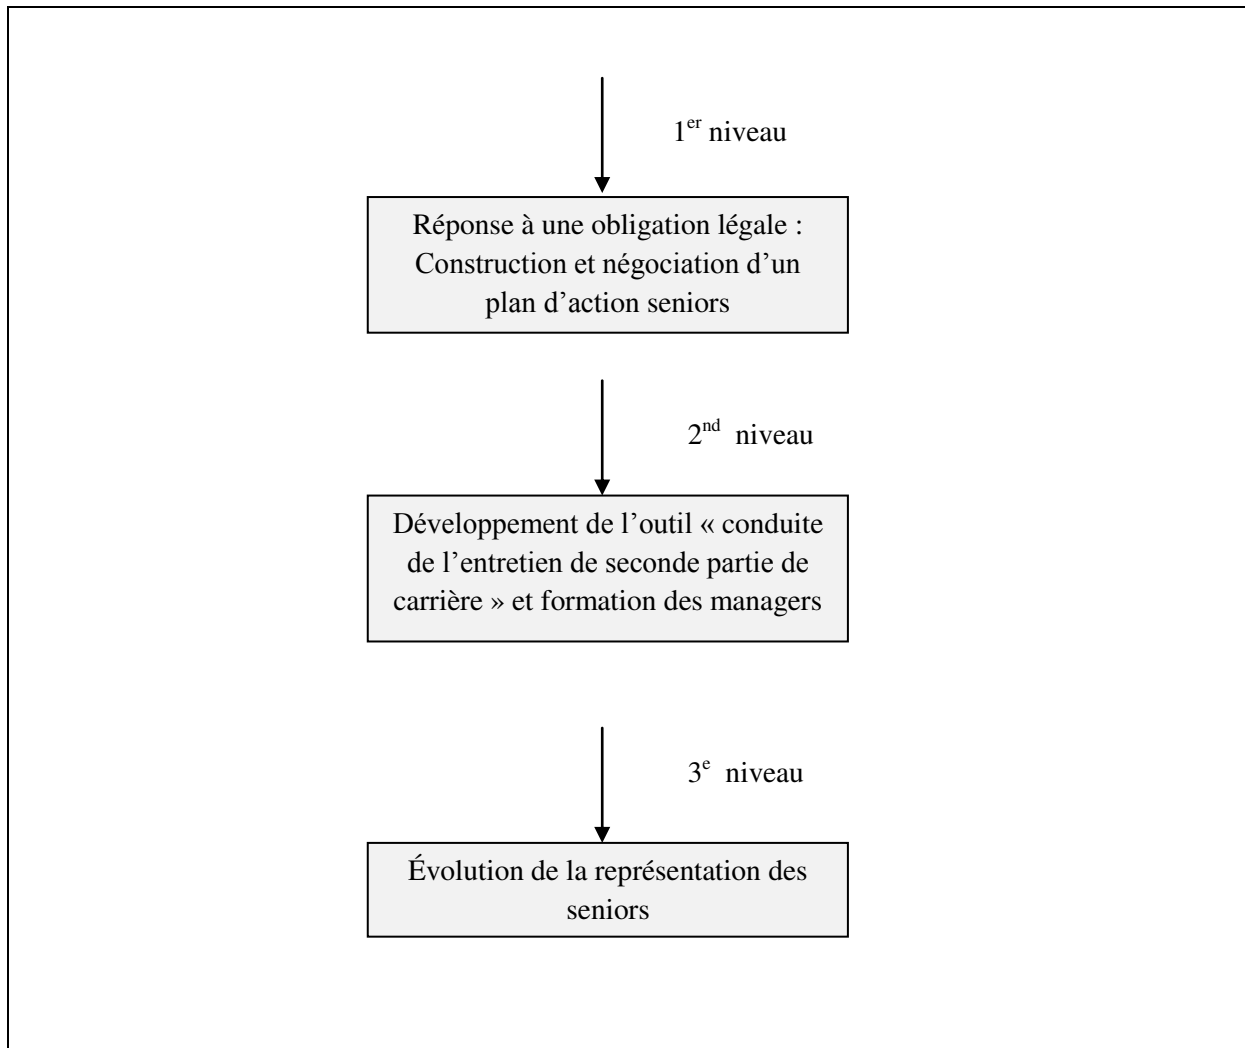 1er niveau
Réponse à une obligation légale :
Construction et négociation d’un
plan d’action seniors
2nd niveau
Développement de l’outil « conduite
de l’entretien de seconde partie de
carrière » et formation des managers
3e niveau
Évolution de la représentation des
seniors